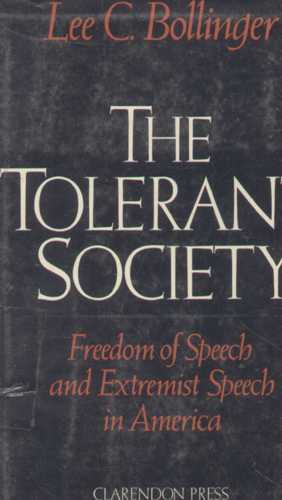 Lee C. Bollinger
THE
TOLERANT
SOCIETY
Freedom of Speech
and Extremist Speech
in America
CLARENDON PRESS